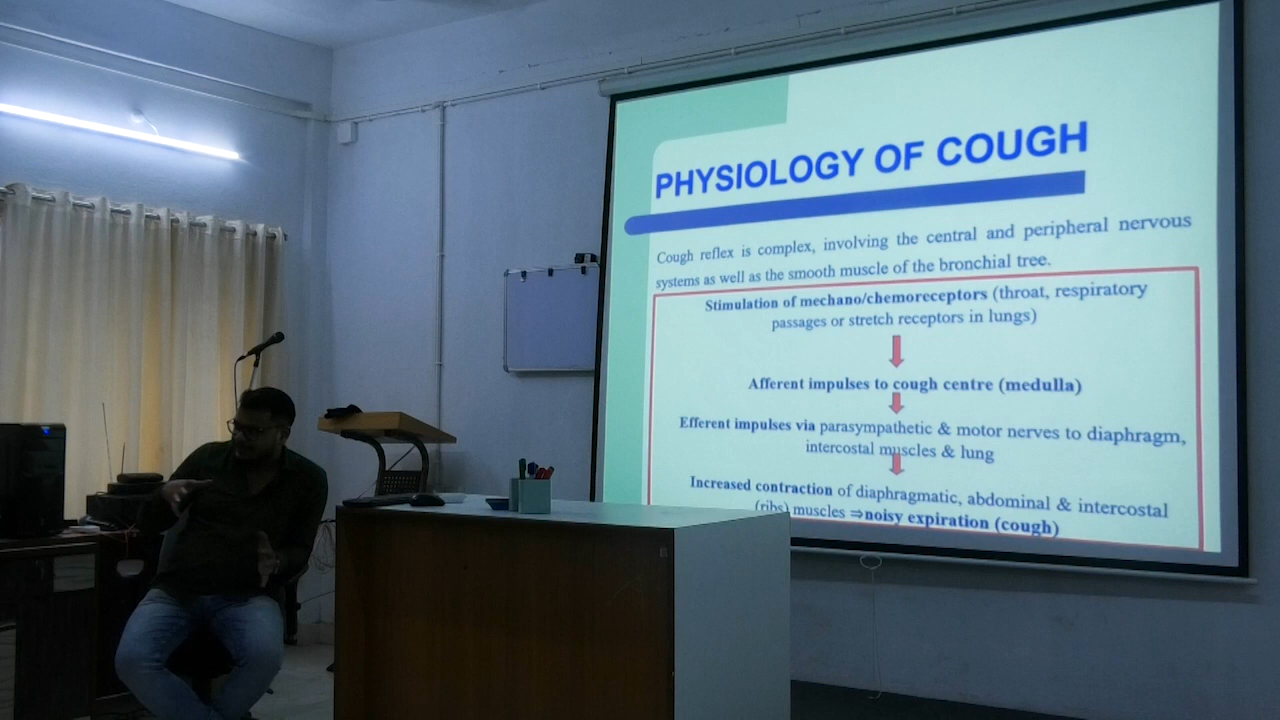 PHYSIOLOGY OF COUGH
Cough reflex is complex, involving the central and peripheral nervous
systems as well as the smooth muscle of the bronchial tree.
Stimulation of mechano/chemoreceptors (throat, respiratory
passages or stretch receptors in lungs)
Afferent impulses to cough centre (medulla)
Efferent impulses via parasympathetic & motor nerves to diaphragm,
intercostal muscles & lung
Increased contraction of diaphragmatic, abdominal & intercostal
(ribs) muscles ⇒noisy expiration (cough)